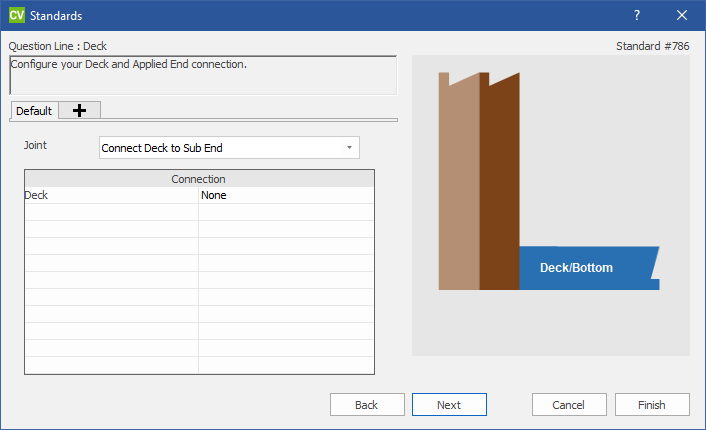 CV Standards ?
Question Line : Deck Standard #786
Configure your Deck and Applied End connection.
Default
Joint Connect Deck to Sub End
Connection
Deck None
Deck/Bottom
Back Next Cancel Finish